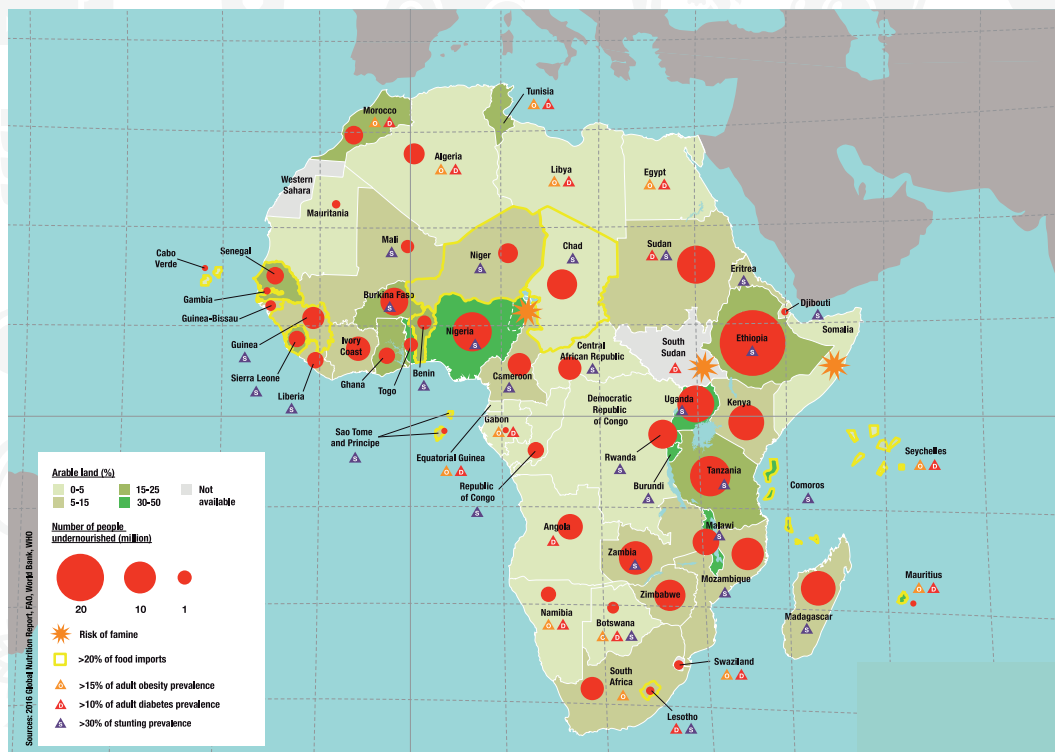 Tunisia
O D
Morocco
O D
Algeria
O D
Libya
O D
Egypt
O D
Western
Sahara
Mauritania
Mali
S
Niger
S
Chad
S
Sudan
D S
Eritrea
S
Cabo
Verde
Senegal
Gambia
Guinea-Bissau
Guinea
S
Sierra Leone
S
Liberia
S
Burkina Faso
S
Ivory
Coast
Ghana
Togo
Benin
S
Nigeria
S
Cameroon
S
Central
African Republic
S
South
Sudan
D
Ethiopia
S
Djibouti
S
Somalia
Sao Tome
and Principe
S
Equatorial Guinea
O D
Gabon
O D
Republic
of Congo
S
Democratic
Republic
of Congo
Uganda
S
Kenya
Rwanda
S
Burundi
S
Tanzania
S
Comoros
S
Seychelles
O D
Angola
D
Zambia
S
Malawi
S
Mozambique
S
Zimbabwe
Madagascar
S
Mauritius
O D
Namibia
O D
Botswana
O D S
South
Africa
O
Swaziland
O D
Lesotho
D S
Arable land (%)
0-5
5-15
15-25
30-50
Not
available
Number of people
undernourished (million)
20
10
1
Risk of famine
>20% of food imports
O >15% of adult obesity prevalence
D >10% of adult diabetes prevalence
S >30% of stunting prevalence
Sources: 2016 Global Nutrition Report, FAO, World Bank, WHO